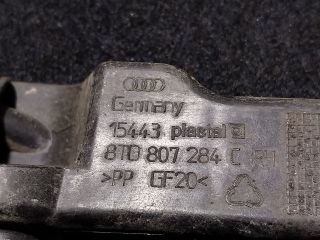 Germany
15443 plastal
8T0 807 284 C
>PP GF20<